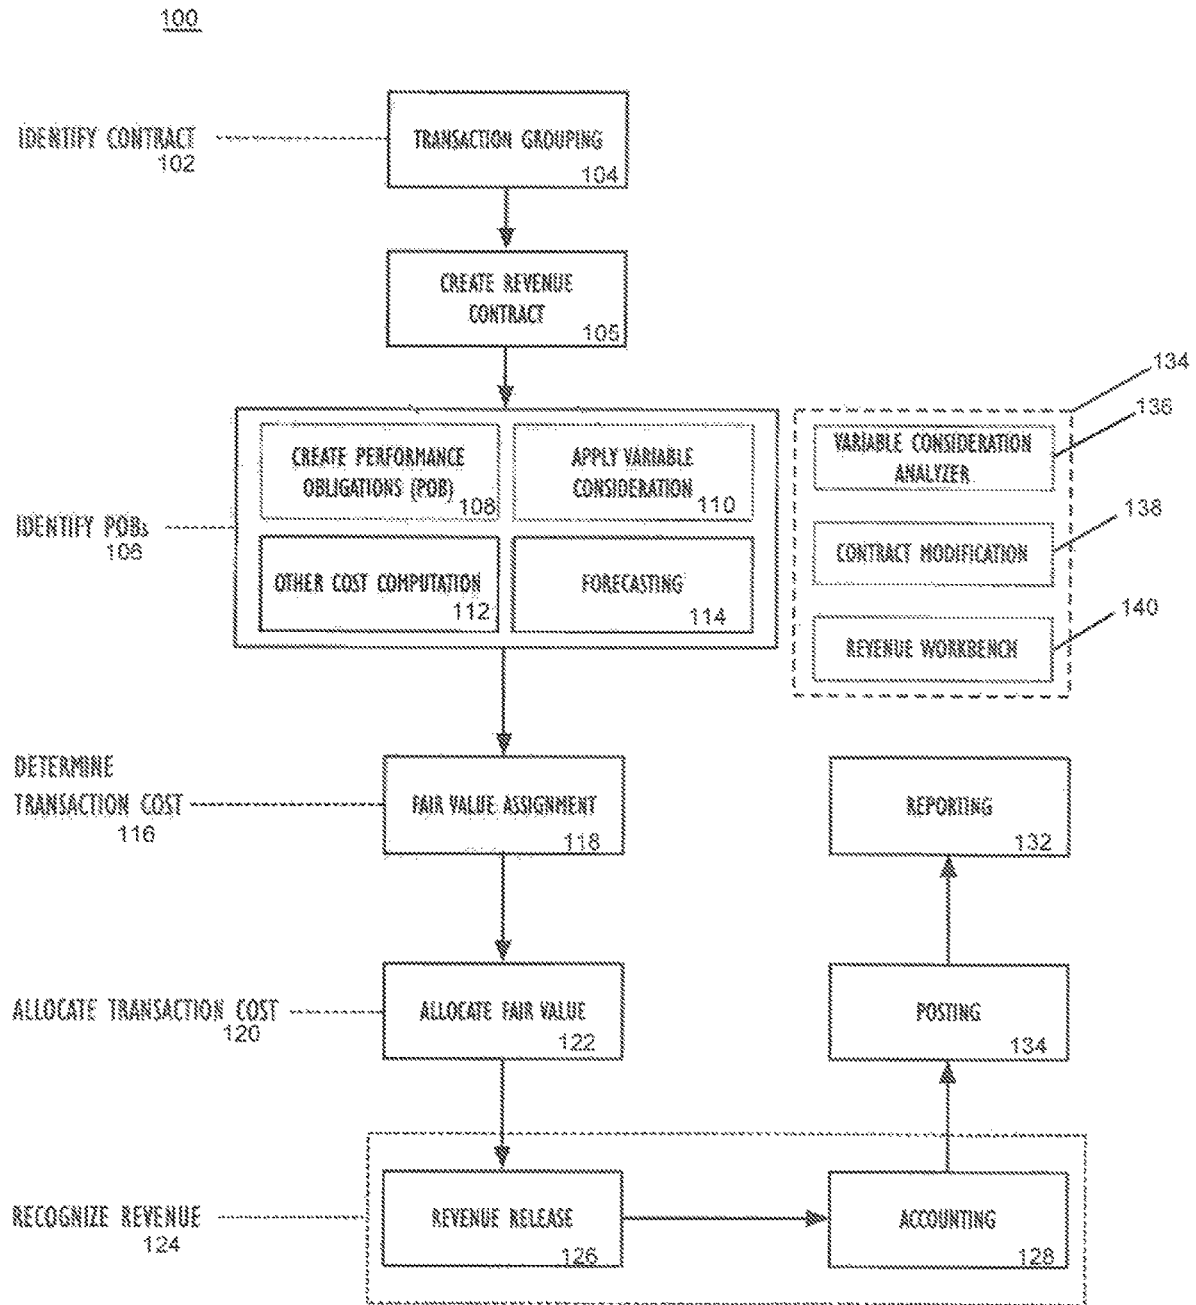 100
IDENTIFY CONTRACT
102
TRANSACTION GROUPING
104
CREATE REVENUE
CONTRACT
105
134
IDENTIFY POBs
106
CREATE PERFORMANCE
OBLIGATIONS (POB)
108
APPLY VARIABLE
CONSIDERATION
110
OTHER COST COMPUTATION
112
FORECASTING
114
VARIABLE CONSIDERATION
ANALYZER
136
CONTRACT MODIFICATION
138
REVENUE WORKBENCH
140
DETERMINE
TRANSACTION COST
116
FAIR VALUE ASSIGNMENT
118
REPORTING
132
ALLOCATE TRANSACTION COST
120
ALLOCATE FAIR VALUE
122
POSTING
134
RECOGNIZE REVENUE
124
REVENUE RELEASE
126
ACCOUNTING
128